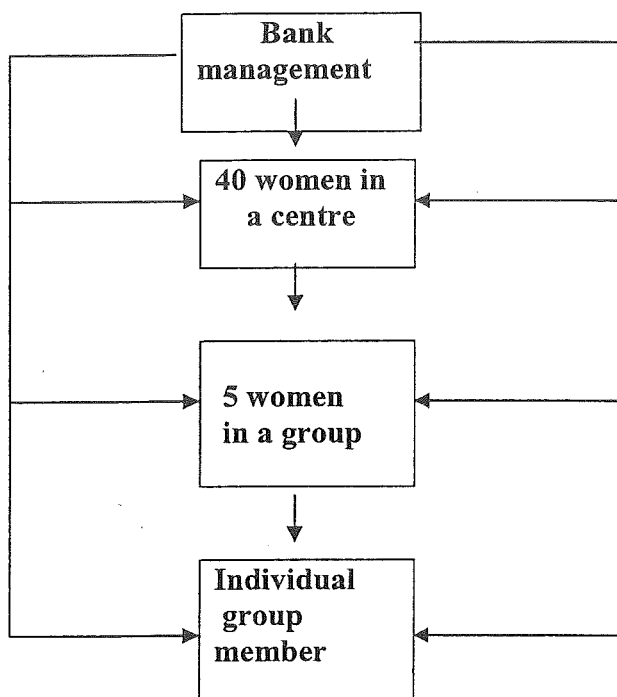 Bank
management
40 women in
a centre
5 women
in a group
Individual
group
member